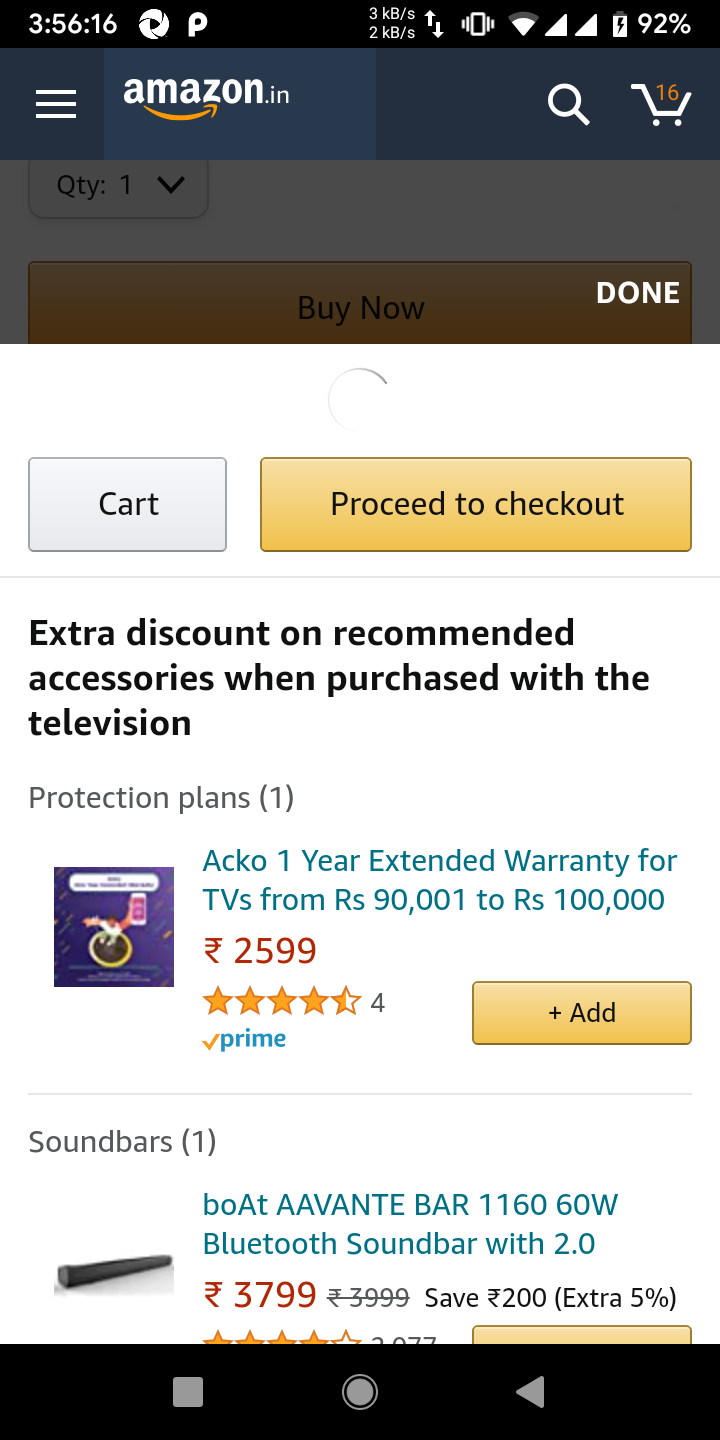 3:56:16
3 kB/s
2 kB/s
92%
amazon.in
16
Qty: 1
Buy Now
DONE
Cart
Proceed to checkout
Extra discount on recommended
accessories when purchased with the
television
Protection plans (1)
Acko 1 Year Extended Warranty for
TVs from Rs 90,001 to Rs 100,000
₹ 2599
4
prime
+ Add
Soundbars (1)
boAt AAVANTE BAR 1160 60W
Bluetooth Soundbar with 2.0
₹ 3799 ₹ 3999 Save ₹200 (Extra 5%)